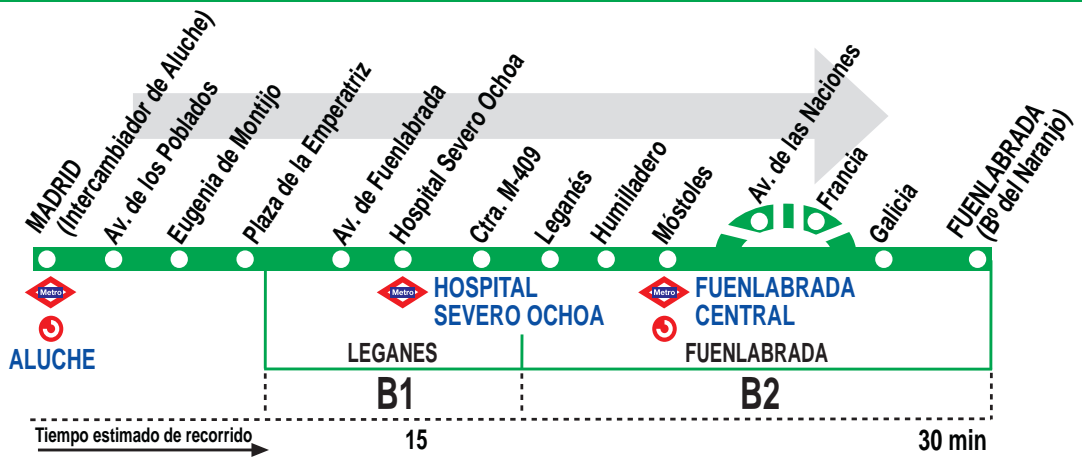 MADRID
(Intercambiador de Aluche)
Av. de los Poblados
Eugenia de Montijo
Plaza de la Emperatriz
Av. de Fuenlabrada
Hospital Severo Ochoa
Ctra. M-409
Leganés
Humilladero
Móstoles
Av. de las Naciones
Francia
Galicia
FUENLABRADA
(Bº del Naranjo)
Metro
ALUCHE
Metro
HOSPITAL
SEVERO OCHOA
Metro
FUENLABRADA
CENTRAL
LEGANES
FUENLABRADA
B1
B2
Tiempo estimado de recorrido
15
30 min